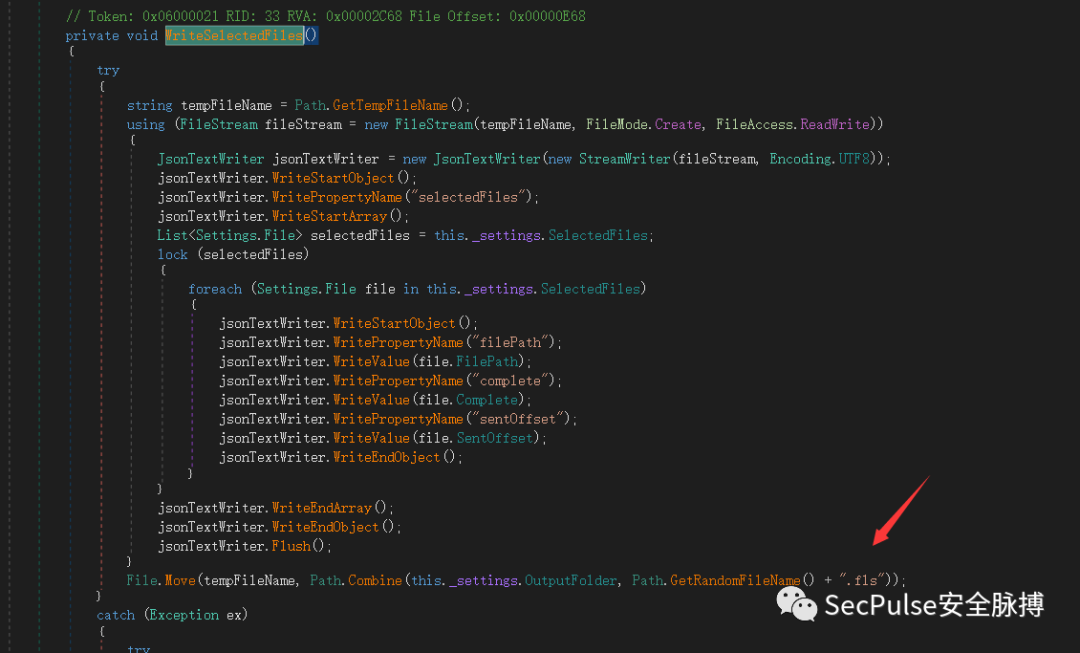 // Token: 0x06000021 RID: 33 RVA: 0x00002C68 File Offset: 0x00000E68
private void WriteSelectedFiles()
{
try
{
string tempFileName = Path.GetTempFileName();
using (FileStream fileStream = new FileStream(tempFileName, FileMode.Create, FileAccess.ReadWrite))
{
JsonTextWriter jsonTextWriter = new JsonTextWriter(new StreamWriter(fileStream, Encoding.UTF8));
jsonTextWriter.WriteStartObject();
jsonTextWriter.WritePropertyName("selectedFiles");
jsonTextWriter.WriteStartArray();
List<Settings.File> selectedFiles = this._settings.SelectedFiles;
lock (selectedFiles)
{
foreach (Settings.File file in this._settings.SelectedFiles)
{
jsonTextWriter.WriteStartObject();
jsonTextWriter.WritePropertyName("filePath");
jsonTextWriter.WriteValue(file.FilePath);
jsonTextWriter.WritePropertyName("complete");
jsonTextWriter.WriteValue(file.Complete);
jsonTextWriter.WritePropertyName("sentOffset");
jsonTextWriter.WriteValue(file.SentOffset);
jsonTextWriter.WriteEndObject();
}
}
jsonTextWriter.WriteEndArray();
jsonTextWriter.WriteEndObject();
jsonTextWriter.Flush();
}
File.Move(tempFileName, Path.Combine(this._settings.OutputFolder, Path.GetRandomFileName() + ".fls"));
}
catch (Exception ex)
{
try
SecPulse安全脉搏